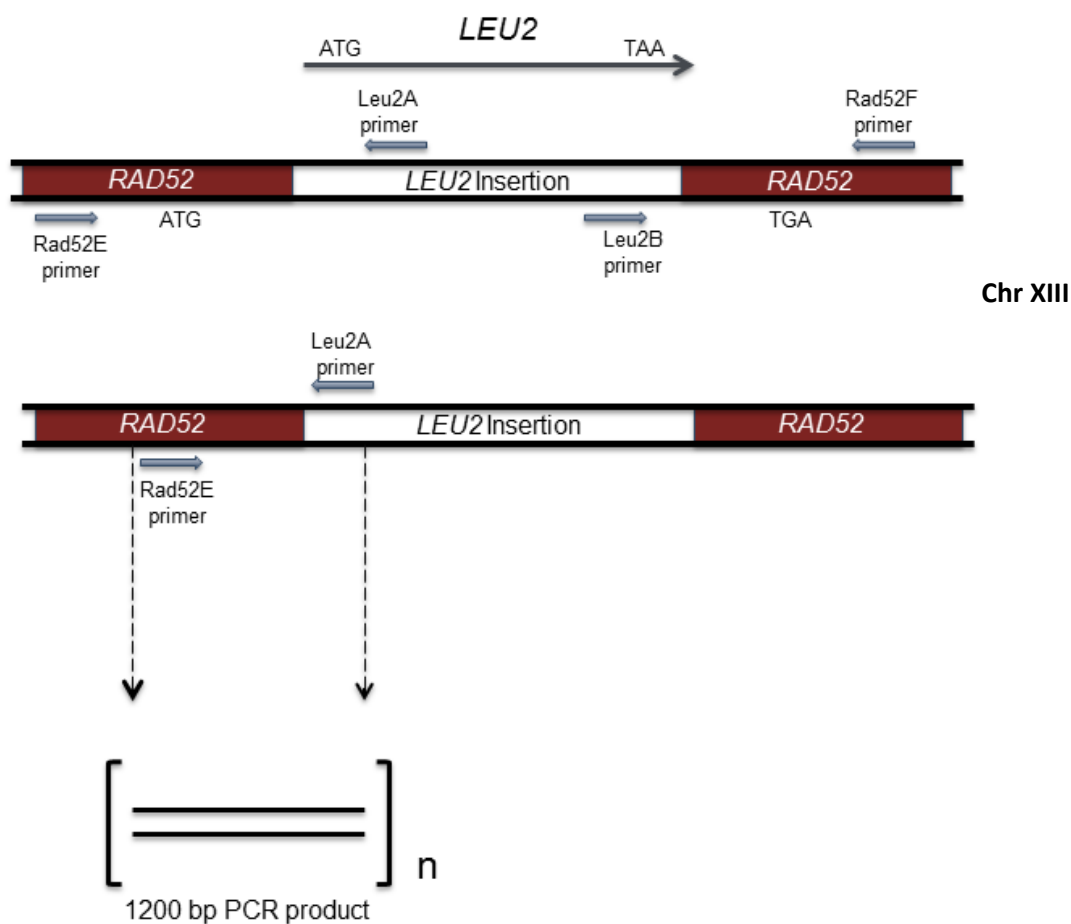 LEU2
ATG
TAA
Leu2A
primer
Rad52F
primer
RAD52
LEU2 Insertion
RAD52
ATG
TGA
Rad52E
primer
Leu2B
primer
Chr XIII
Leu2A
primer
RAD52
LEU2 Insertion
RAD52
Rad52E
primer
n
1200 bp PCR product